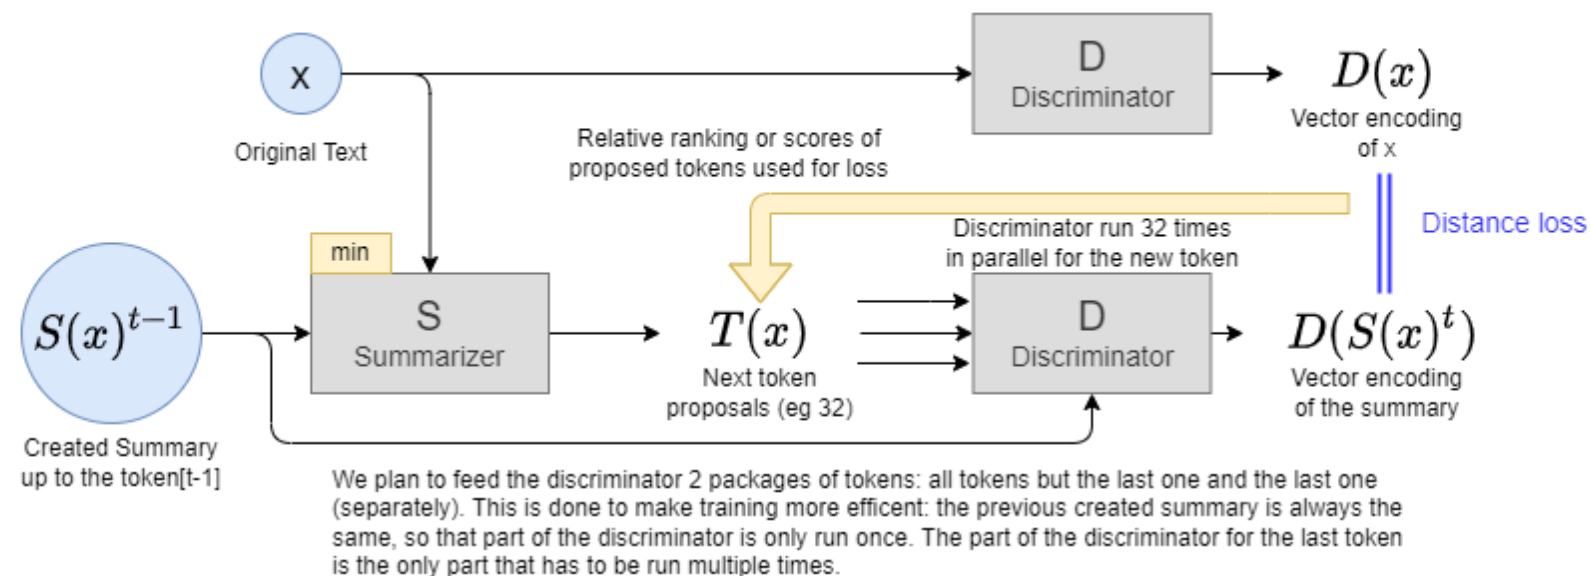 x
Original Text
D
Discriminator
D(x)
Vector encoding
of x
Relative ranking or scores of
proposed tokens used for loss
Distance loss
min
Discriminator run 32 times
in parallel for the new token
S(x)^{t-1}
Created Summary
up to the token[t-1]
S
Summarizer
T(x)
Next token
proposals (eg 32)
D
Discriminator
D(S(x)^t)
Vector encoding
of the summary
We plan to feed the discriminator 2 packages of tokens: all tokens but the last one and the last one
(separately). This is done to make training more efficent: the previous created summary is always the
same, so that part of the discriminator is only run once. The part of the discriminator for the last token
is the only part that has to be run multiple times.